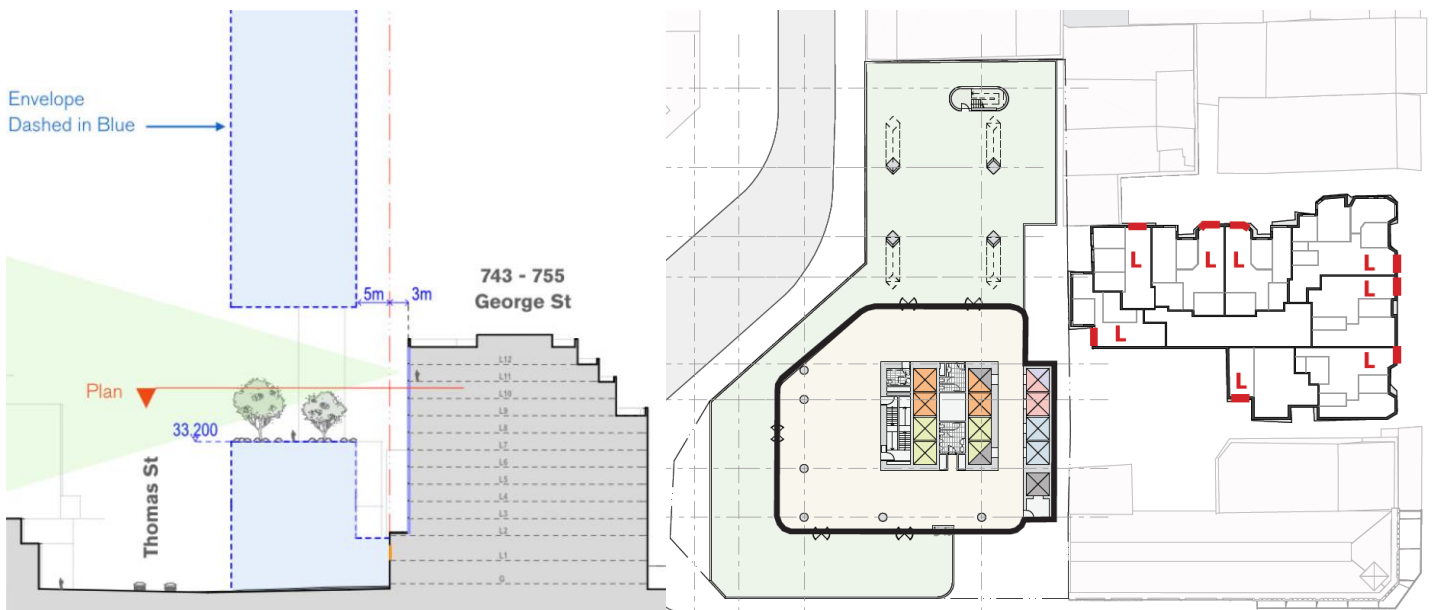 Envelope
Dashed in Blue
5m
3m
743 - 755
George St
Plan
33.200
Thomas St
L12
L11
L10
L9
L8
L7
L6
L5
L4
L3
L2
L1
G
L
L
L
L
L
L
L
L